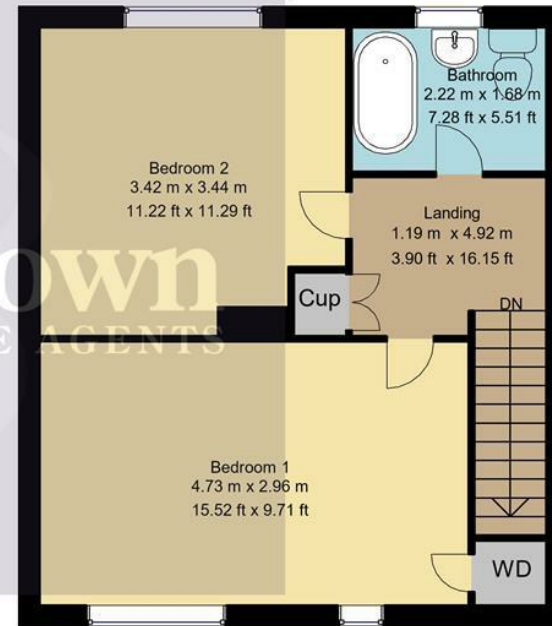 Bathroom
2.22 m x 1.68 m
7.28 ft x 5.51 ft
Bedroom 2
3.42 m x 3.44 m
11.22 ft x 11.29 ft
Landing
1.19 m x 4.92 m
3.90 ft x 16.15 ft
own
Cup
DN
E AGENTS
Bedroom 1
4.73 m x 2.96 m
15.52 ft x 9.71 ft
WD